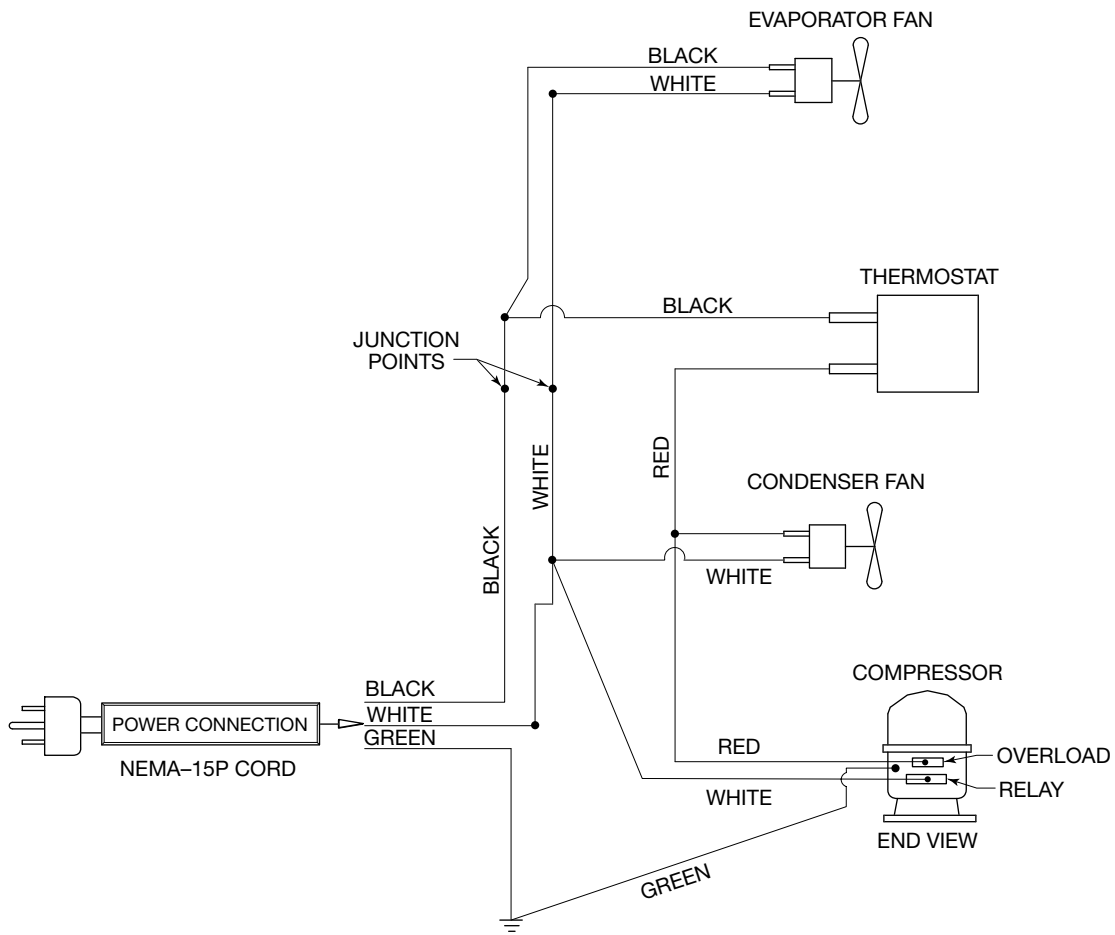 EVAPORATOR FAN
BLACK
WHITE
THERMOSTAT
BLACK
JUNCTION
POINTS
RED
WHITE
CONDENSER FAN
BLACK
WHITE
COMPRESSOR
BLACK
POWER CONNECTION
WHITE
GREEN
NEMA–15P CORD
RED
OVERLOAD
WHITE
RELAY
END VIEW
GREEN